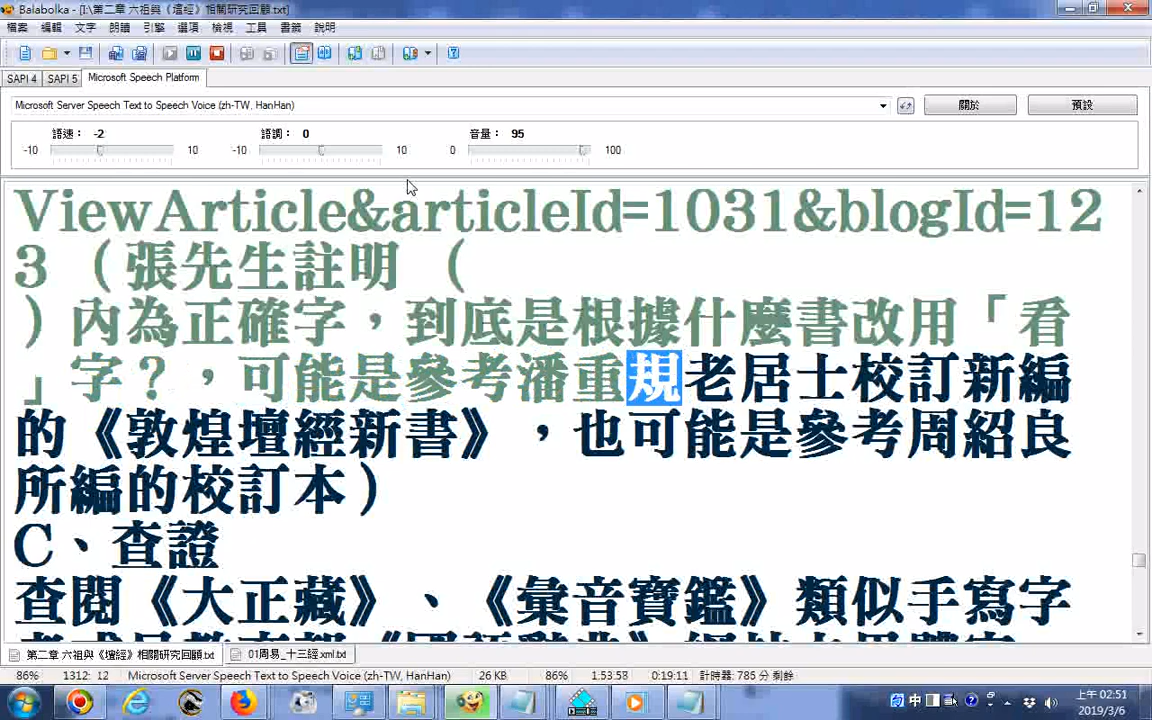 Balabolka - [I:\第二章 六祖與《壇經》相關研究回顧.txt]
檔案 編輯 文字 朗讀 引擎 選項 檢視 工具 書籤 說明
SAPI 4 SAPI 5 Microsoft Speech Platform
Microsoft Server Speech Text to Speech Voice (zh-TW, HanHan) 關於 預設
語速： -2 語調： 0 音量： 95
-10 10 -10 10 0 100
ViewArticle&articleId=1031&blogId=12
3（張先生註明（
）內為正確字，到底是根據什麼書改用「看
」字？，可能是參考潘重規老居士校訂新編
的《敦煌壇經新書》，也可能是參考周紹良
所編的校訂本）
C、查證
查閱《大正藏》、《彙音寶鑑》類似手寫字
第二章 六祖與《壇經》相關研究回顧.txt 01周易_十三經.xml.txt
86% 1312: 12 Microsoft Server Speech Text to Speech Voice (zh-TW, HanHan) 26 KB 86% 1:53:58 0:19:11 計時器: 785 分 剩餘
中 上午 02:51
2019/3/6